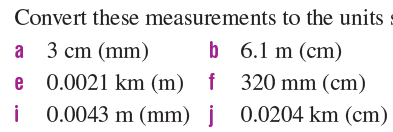 Convert these measurements to the units
a 3 cm (mm) b 6.1 m (cm)
e 0.0021 km (m) f 320 mm (cm)
i 0.0043 m (mm) j 0.0204 km (cm)